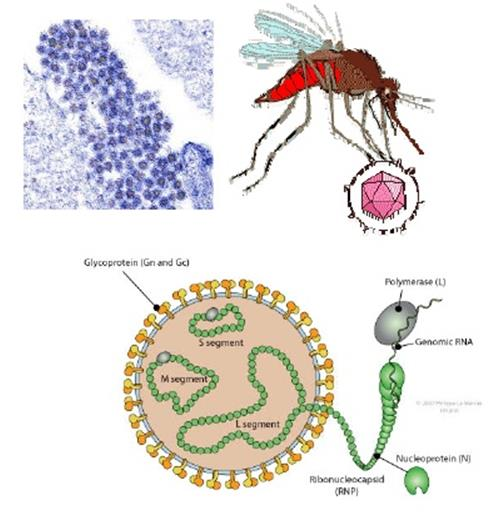 Glycoprotein (Gn and Gc)
Polymerase (L)
S segment
Genomic RNA
M segment
L segment
Nucleoprotein (N)
Ribonucleocapsid
(RNP)